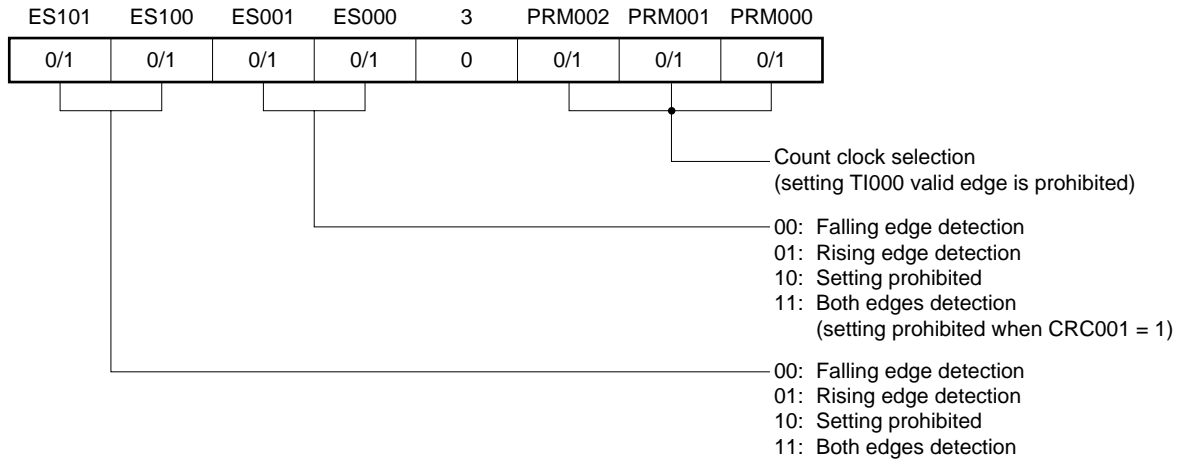 ES101 ES100 ES001 ES000 3 PRM002 PRM001 PRM000
0/1 0/1 0/1 0/1 0 0/1 0/1 0/1
Count clock selection
(setting TI000 valid edge is prohibited)
00: Falling edge detection
01: Rising edge detection
10: Setting prohibited
11: Both edges detection
(setting prohibited when CRC001 = 1)
00: Falling edge detection
01: Rising edge detection
10: Setting prohibited
11: Both edges detection